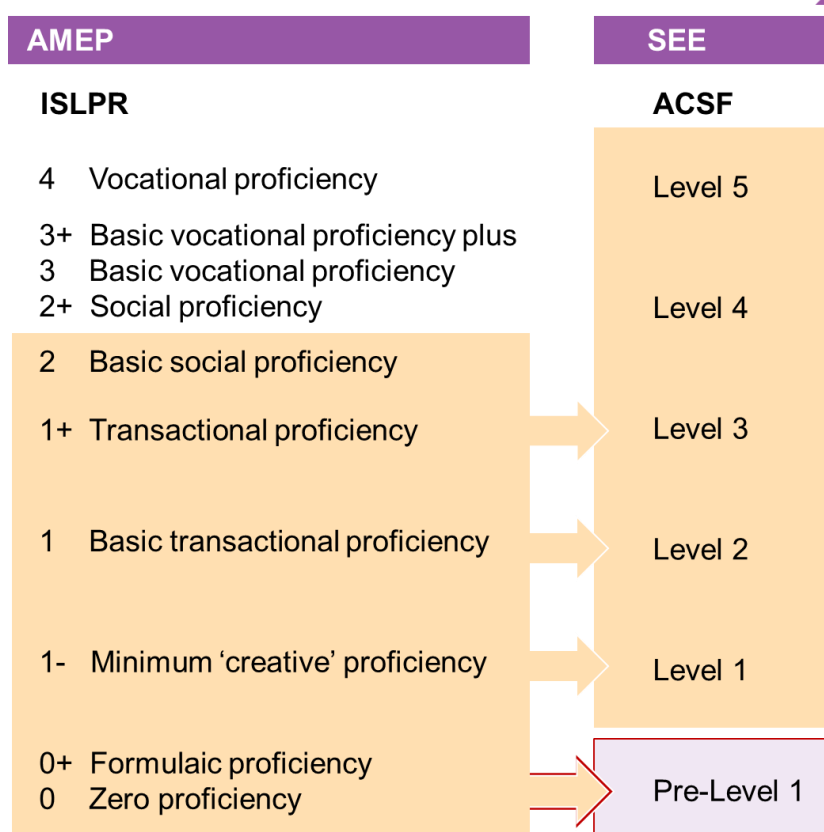 AMEP
ISLPR
4 Vocational proficiency
3+ Basic vocational proficiency plus
3 Basic vocational proficiency
2+ Social proficiency
2 Basic social proficiency
1+ Transactional proficiency
1 Basic transactional proficiency
1- Minimum ‘creative’ proficiency
0+ Formulaic proficiency
0 Zero proficiency
SEE
ACSF
Level 5
Level 4
Level 3
Level 2
Level 1
Pre-Level 1